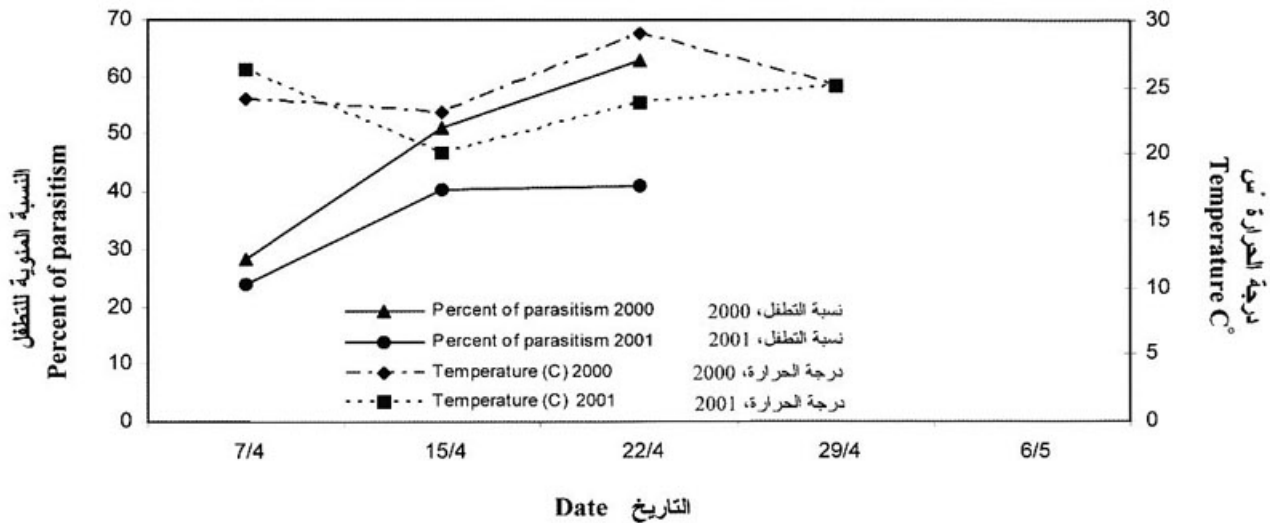 70
60
50
40
30
20
10
0
30
25
20
15
10
5
0
النسبة المئوية للتطفل
Percent of parasitism
درجة الحرارة °س
Temperature C°
Percent of parasitism 2000 نسبة التطفل، 2000
Percent of parasitism 2001 نسبة التطفل، 2001
Temperature (C) 2000 درجة الحرارة، 2000
Temperature (C) 2001 درجة الحرارة، 2001
7/4 15/4 22/4 29/4 6/5
Date التاريخ